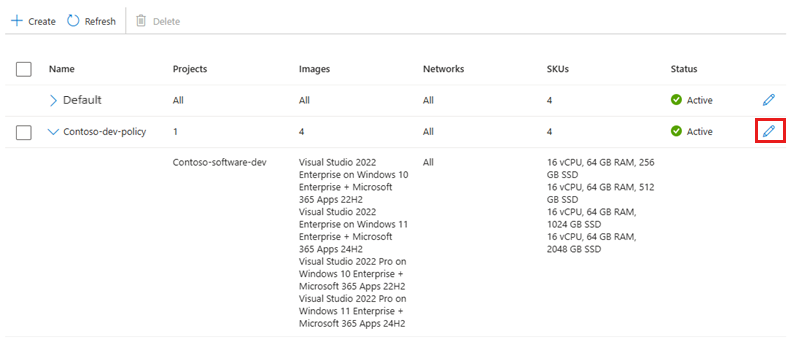 Create Refresh Delete
Name Projects Images Networks SKUs Status
Default All All All 4 Active
Contoso-dev-policy 1 4 All 4 Active
Contoso-software-dev
Visual Studio 2022
Enterprise on Windows 10
Enterprise + Microsoft
365 Apps 22H2
Visual Studio 2022
Enterprise on Windows 11
Enterprise + Microsoft
365 Apps 24H2
Visual Studio 2022 Pro on
Windows 10 Enterprise +
Microsoft 365 Apps 22H2
Visual Studio 2022 Pro on
Windows 11 Enterprise +
Microsoft 365 Apps 24H2
All
16 vCPU, 64 GB RAM, 256
GB SSD
16 vCPU, 64 GB RAM, 512
GB SSD
16 vCPU, 64 GB RAM,
1024 GB SSD
16 vCPU, 64 GB RAM,
2048 GB SSD